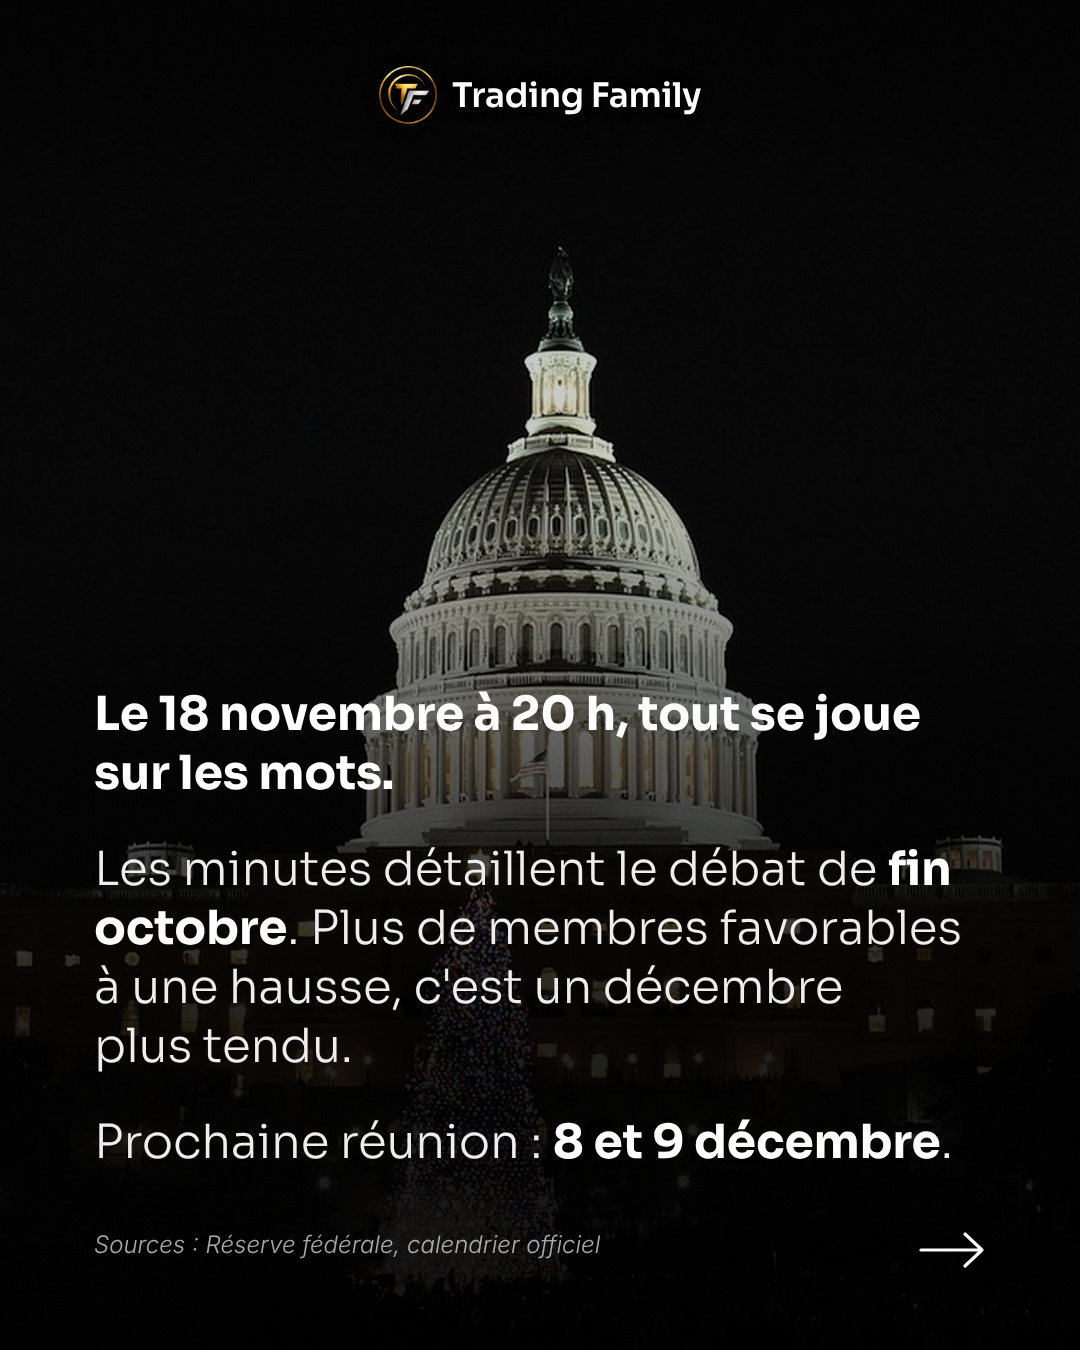 TF Trading Family
Le 18 novembre à 20 h, tout se joue
sur les mots.
Les minutes détaillent le débat de fin
octobre. Plus de membres favorables
à une hausse, c'est un décembre
plus tendu.
Prochaine réunion : 8 et 9 décembre.
Sources : Réserve fédérale, calendrier officiel